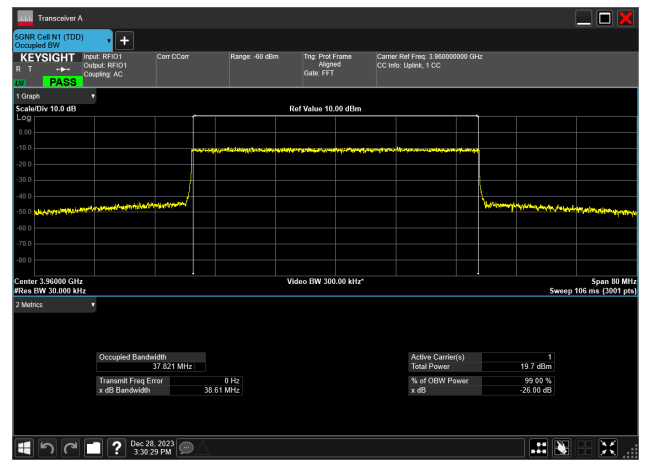 Transceiver A
5GNR Cell N1 (TDD)
Occupied BW
KEYSIGHT
R T
LV
PASS
Input: RFIO1
Output: RFIO1
Coupling: AC
Corr CCorr
Range: -60 dBm
Trig: Prot Frame
Aligned
Gate: FFT
Carrier Ref Freq: 3.960000000 GHz
CC Info: Uplink, 1 CC
1 Graph
Scale/Div 10.0 dB
Ref Value 10.00 dBm
Log
0.00
-10.0
-20.0
-30.0
-40.0
-50.0
-60.0
-70.0
-80.0
Center 3.96000 GHz
Video BW 300.00 kHz*
Span 80 MHz
#Res BW 30.000 kHz
Sweep 106 ms (3001 pts)
2 Metrics
Occupied Bandwidth
37.821 MHz
Active Carrier(s) 1
Total Power 19.7 dBm
Transmit Freq Error 0 Hz
x dB Bandwidth 38.61 MHz
% of OBW Power 99.00 %
x dB -26.00 dB
?
Dec 28, 2023
3:30:29 PM